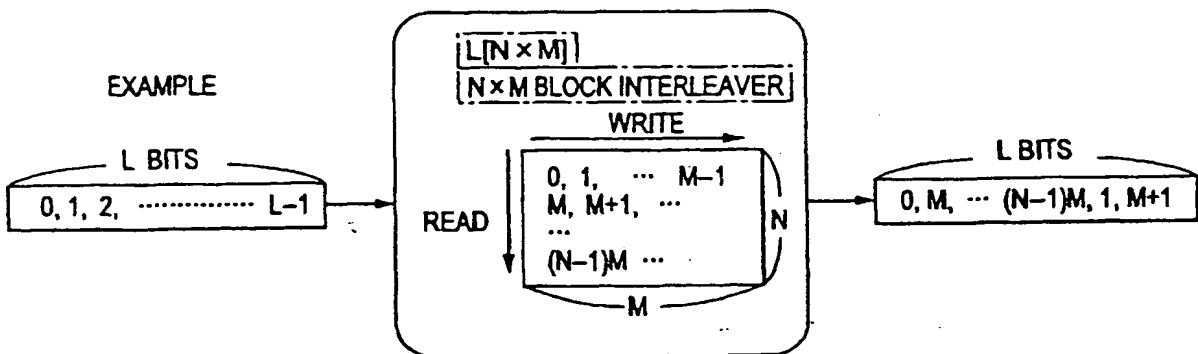 EXAMPLE
L BITS
0, 1, 2, ··············· L–1
L[N × M]
N × M BLOCK INTERLEAVER
WRITE
READ
0, 1, ··· M–1
M, M+1, ···
···
(N–1)M ···
N
M
L BITS
0, M, ··· (N–1)M, 1, M+1